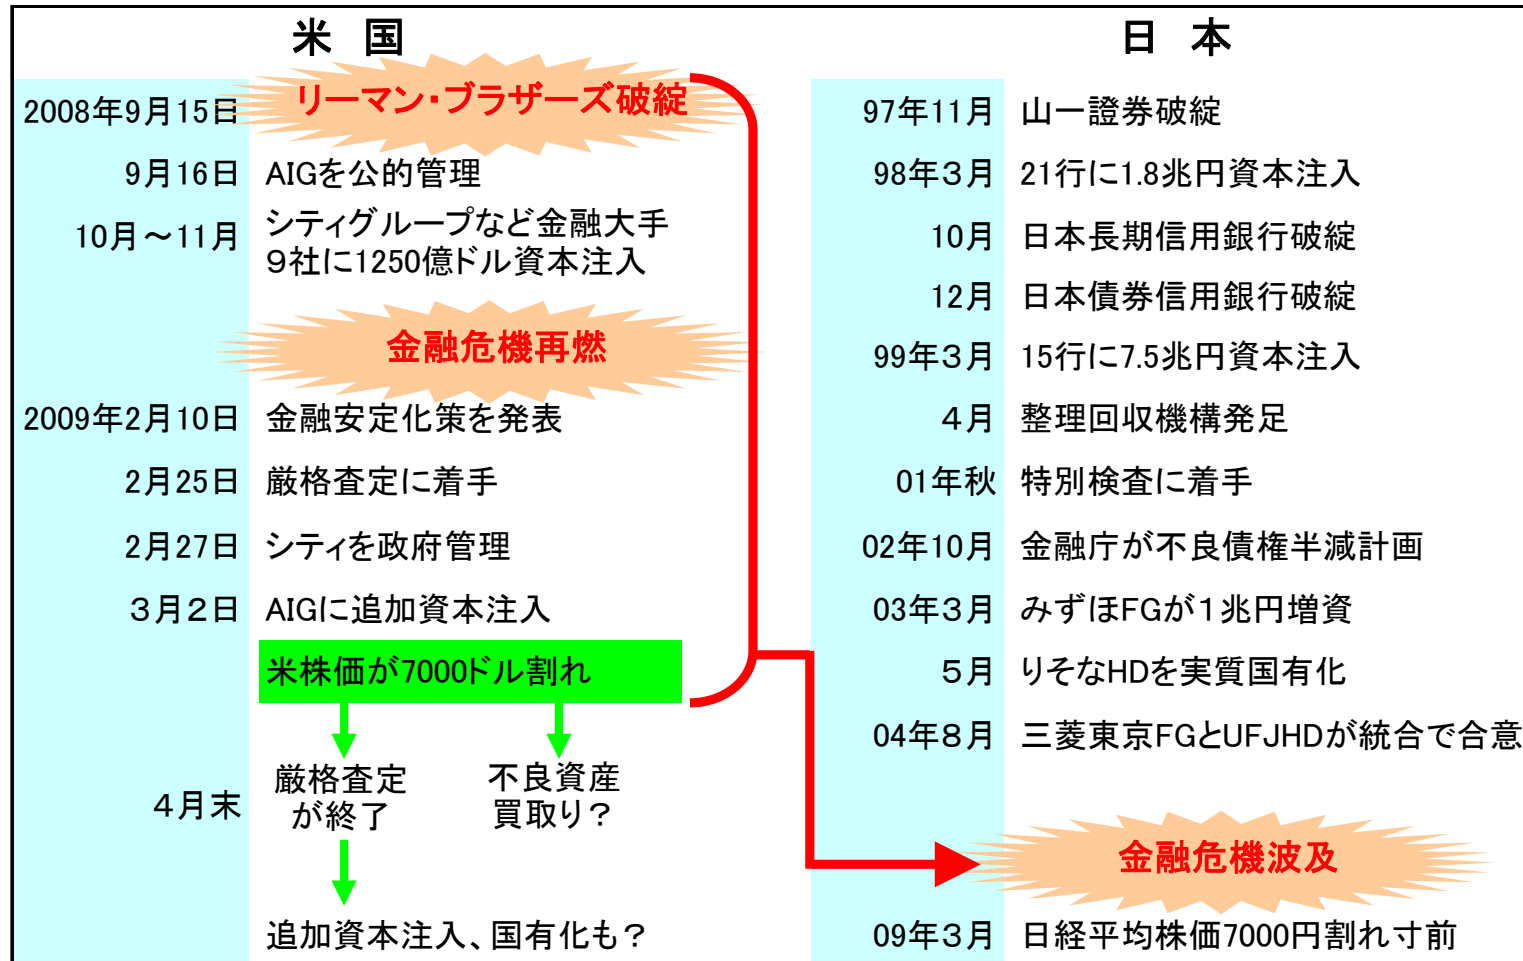 米 国
2008年9月15日 リーマン・ブラザーズ破綻
9月16日 AIGを公的管理
10月～11月 シティグループなど金融大手
９社に1250億ドル資本注入
金融危機再燃
2009年2月10日 金融安定化策を発表
2月25日 厳格査定に着手
2月27日 シティを政府管理
３月２日 AIGに追加資本注入
米株価が7000ドル割れ
４月末
厳格査定
が終了
不良資産
買取り？
追加資本注入、国有化も？
日 本
97年11月 山一證券破綻
98年３月 21行に1.8兆円資本注入
10月 日本長期信用銀行破綻
12月 日本債券信用銀行破綻
99年３月 15行に7.5兆円資本注入
４月 整理回収機構発足
01年秋 特別検査に着手
02年10月 金融庁が不良債権半減計画
03年３月 みずほFGが１兆円増資
５月 りそなHDを実質国有化
04年８月 三菱東京FGとUFJHDが統合で合意
金融危機波及
09年３月 日経平均株価7000円割れ寸前